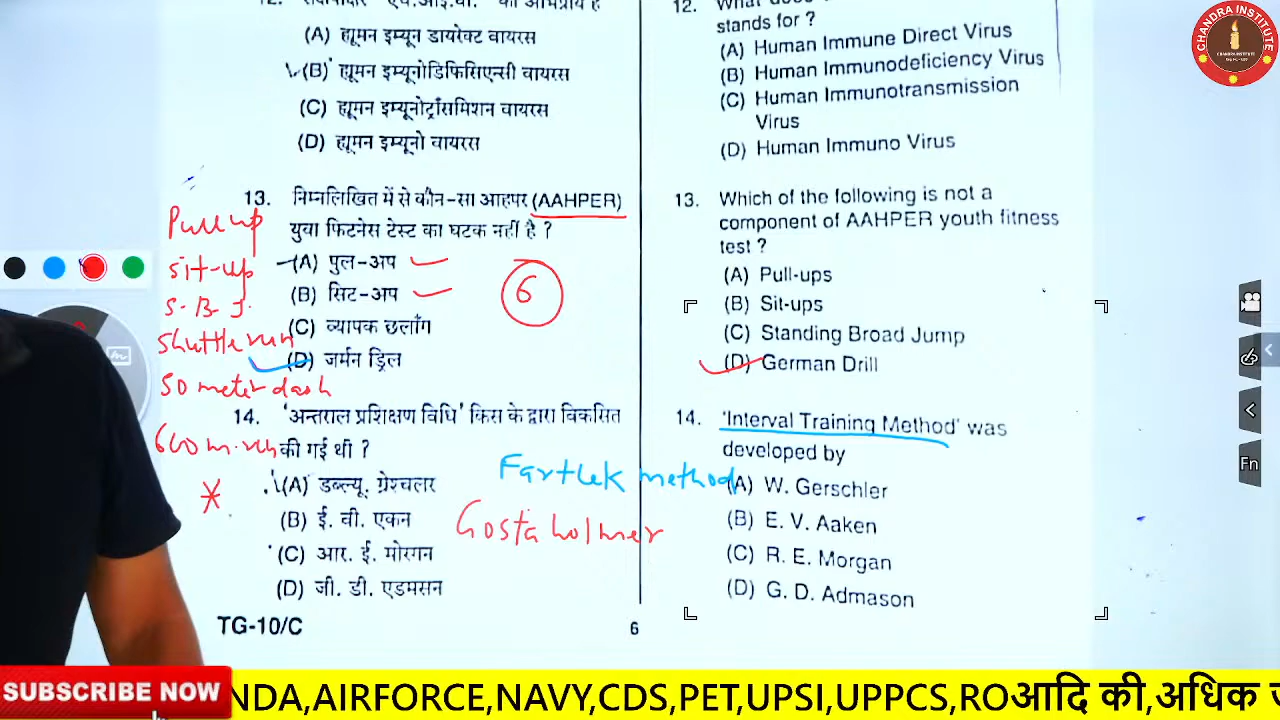 (A) ह्यूमन इम्यून डायरेक्ट वायरस
(B) ह्यूमन इम्यूनोडिफिसिएन्सी वायरस
(C) ह्यूमन इम्यूनोट्राँसमिशन वायरस
(D) ह्यूमन इम्यूनो वायरस
13. निम्नलिखित में से कौन-सा आहपर (AAHPER)
युवा फिटनेस टेस्ट का घटक नहीं है ?
(A) पुल-अप
(B) सिट-अप
(C) व्यापक छलाँग
(D) जर्मन ड्रिल
14. 'अन्तराल प्रशिक्षण विधि' किस के द्वारा विकसित
की गई थी ?
(A) डब्ल्यू. ग्रेश्चलर
(B) ई. वी. एकन
(C) आर. ई. मोरगन
(D) जी. डी. एडमसन
TG-10/C
6
Pull up
sit-up
S.B.J.
Shuttle run
50 meter dash
600 m. run
6
Fartlek method
Gosta holmer
12. What
stands for ?
(A) Human Immune Direct Virus
(B) Human Immunodeficiency Virus
(C) Human Immunotransmission
Virus
(D) Human Immuno Virus
13. Which of the following is not a
component of AAHPER youth fitness
test ?
(A) Pull-ups
(B) Sit-ups
(C) Standing Broad Jump
(D) German Drill
14. 'Interval Training Method' was
developed by
(A) W. Gerschler
(B) E. V. Aaken
(C) R. E. Morgan
(D) G. D. Admason
CHANDRA INSTITUTE
Fn
SUBSCRIBE NOW
NDA,AIRFORCE,NAVY,CDS,PET,UPSI,UPPCS,ROआदि की,अधिक